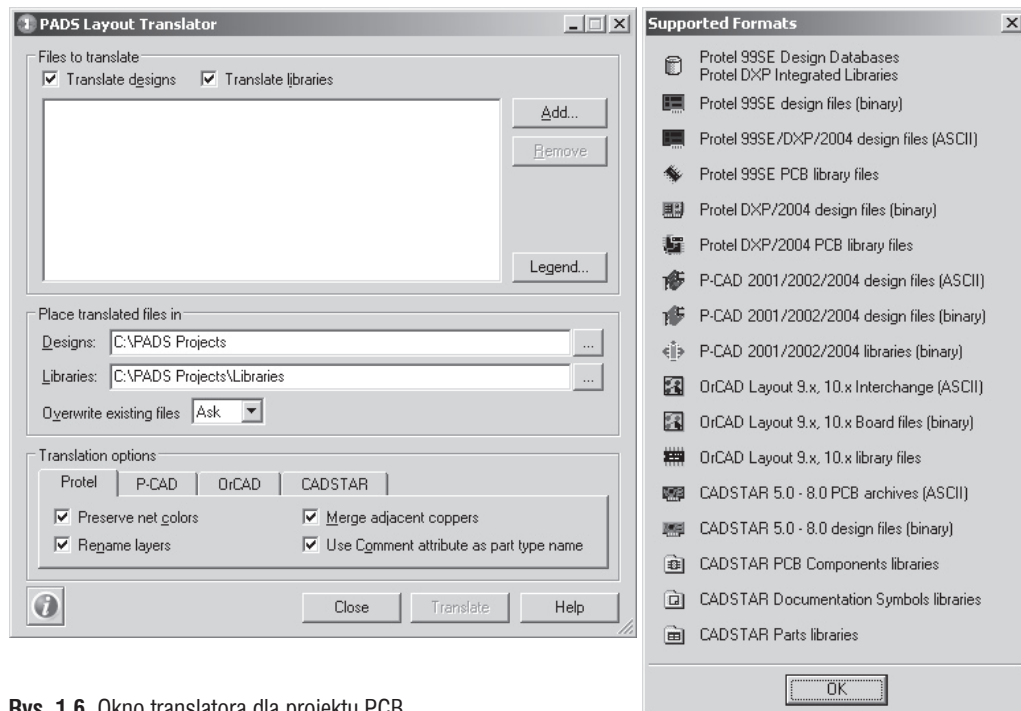 PADS Layout Translator
Files to translate
Translate designs Translate libraries
Add...
Remove
Legend...
Place translated files in
Designs: C:\PADS Projects ...
Libraries: C:\PADS Projects\Libraries ...
Overwrite existing files Ask
Translation options
Protel P-CAD OrCAD CADSTAR
Preserve net colors Merge adjacent coppers
Rename layers Use Comment attribute as part type name
Close Translate Help
Supported Formats
Protel 99SE Design Databases
Protel DXP Integrated Libraries
Protel 99SE design files (binary)
Protel 99SE/DXP/2004 design files (ASCII)
Protel 99SE PCB library files
Protel DXP/2004 design files (binary)
Protel DXP/2004 PCB library files
P-CAD 2001/2002/2004 design files (ASCII)
P-CAD 2001/2002/2004 design files (binary)
P-CAD 2001/2002/2004 libraries (binary)
OrCAD Layout 9.x, 10.x Interchange (ASCII)
OrCAD Layout 9.x, 10.x Board files (binary)
OrCAD Layout 9.x, 10.x library files
CADSTAR 5.0 - 8.0 PCB archives (ASCII)
CADSTAR 5.0 - 8.0 design files (binary)
CADSTAR PCB Components libraries
CADSTAR Documentation Symbols libraries
CADSTAR Parts libraries
OK
Rys. 1.6. Okno translatora dla projektu PCB